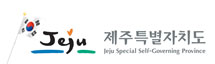 Jeju 제주특별자치도
Jeju Special Self-Governing Province